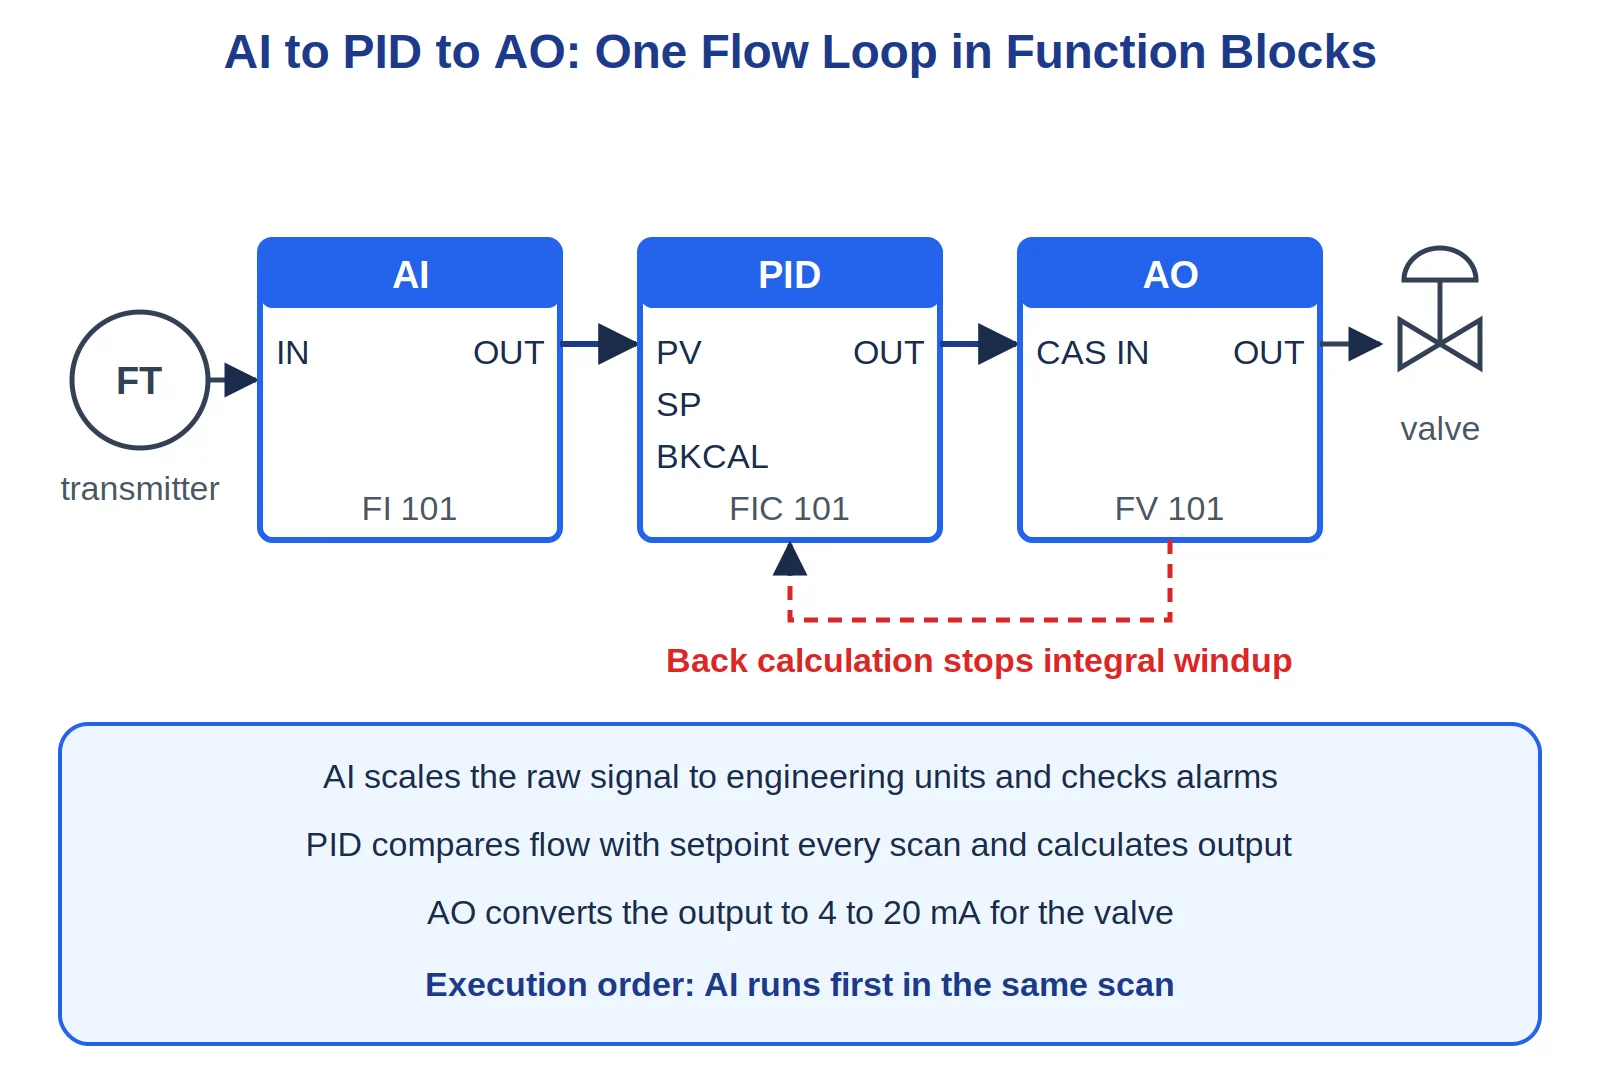 AI to PID to AO: One Flow Loop in Function Blocks
AI
PID
AO
FT
transmitter
IN
OUT
FI 101
PV
OUT
SP
BKCAL
FIC 101
CAS IN
OUT
FV 101
valve
Back calculation stops integral windup
AI scales the raw signal to engineering units and checks alarms
PID compares flow with setpoint every scan and calculates output
AO converts the output to 4 to 20 mA for the valve
Execution order: AI runs first in the same scan